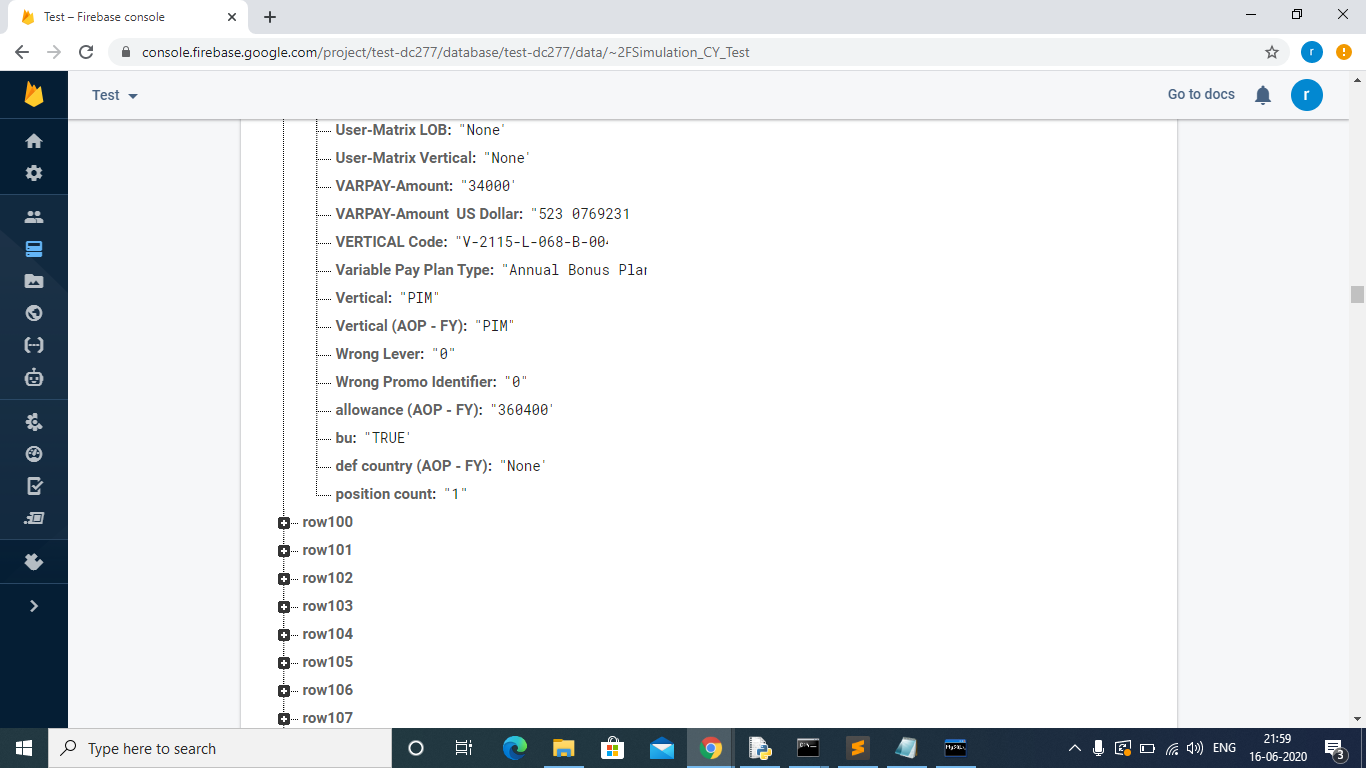 Test – Firebase console
console.firebase.google.com/project/test-dc277/database/test-dc277/data/~2FSimulation_CY_Test
r
Test
Go to docs
r
User-Matrix LOB: "None"
User-Matrix Vertical: "None"
VARPAY-Amount: "34000"
VARPAY-Amount US Dollar: "523 0769231
VERTICAL Code: "V-2115-L-068-B-004
Variable Pay Plan Type: "Annual Bonus Plan
Vertical: "PIM"
Vertical (AOP - FY): "PIM"
Wrong Lever: "0"
Wrong Promo Identifier: "0"
allowance (AOP - FY): "360400"
bu: "TRUE"
def country (AOP - FY): "None"
position count: "1"
row100
row101
row102
row103
row104
row105
row106
row107
Type here to search
MySQL
ENG
21:59
16-06-2020
3